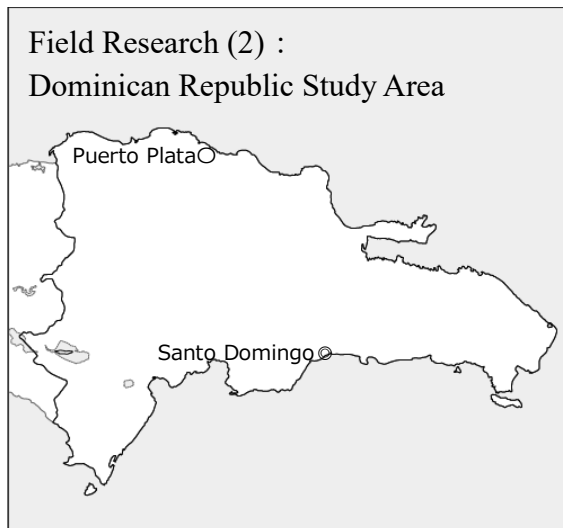 Field Research (2) :
Dominican Republic Study Area
Puerto Plata
Santo Domingo